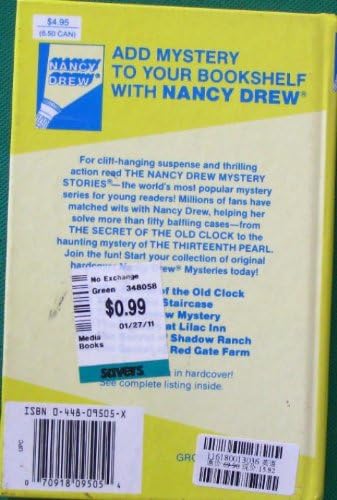 $4.95
(6.50 CAN)
NANCY
DREW®
ADD MYSTERY
TO YOUR BOOKSHELF
WITH NANCY DREW®
For cliff-hanging suspense and thrilling
action read THE NANCY DREW MYSTERY
STORIES®—the world's most popular mystery
series for young readers! Millions of fans have
matched wits with Nancy Drew, helping her
solve more than fifty baffling cases—from
THE SECRET OF THE OLD CLOCK to the
haunting mystery of THE THIRTEENTH PEARL.
Join the fun! Start your collection of original
Drew® Mysteries today!
No Exchange
Green 348058
$0.99
01/27/11
Media
Books
savers
of the Old Clock
Staircase
Mystery
at Lilac Inn
Shadow Ranch
Red Gate Farm
in hardcover!
See complete listing inside.
ISBN 0-448-09505-X
0 70918 09505 4
GRO